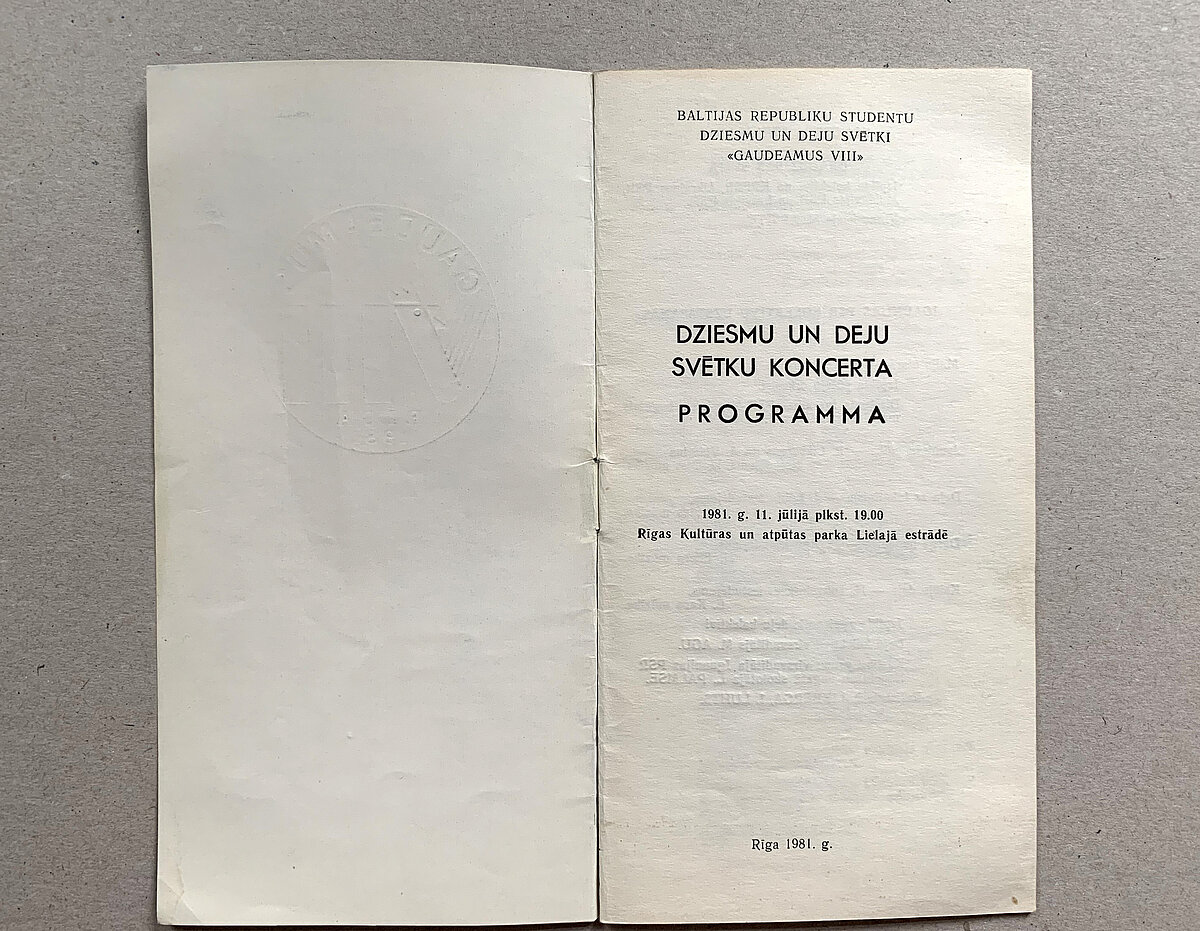 BALTIJAS REPUBLIKU STUDENTU
DZIESMU UN DEJU SVĒTKI
«GAUDEAMUS VIII»
DZIESMU UN DEJU
SVĒTKU KONCERTA
PROGRAMMA
1981. g. 11. jūlijā plkst. 19.00
Rīgas Kultūras un atpūtas parka Lielajā estrādē
Rīga 1981. g.